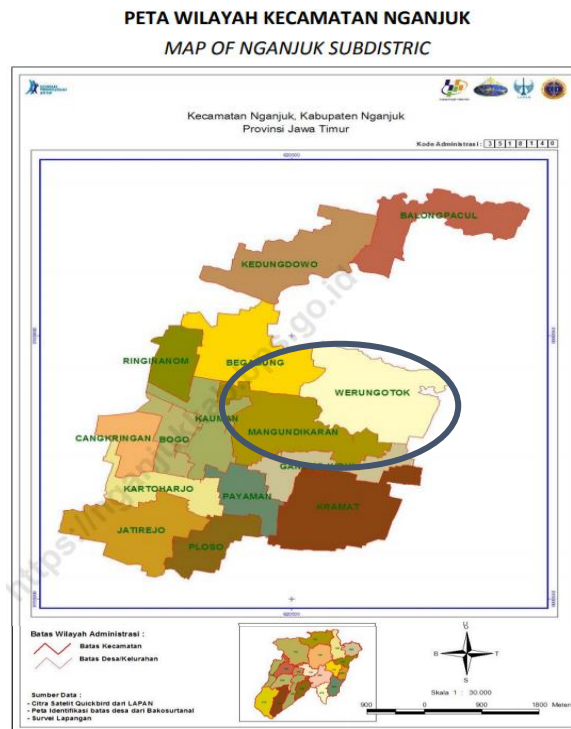 PETA WILAYAH KECAMATAN NGANJUK
MAP OF NGANJUK SUBDISTRIC
Kecamatan Nganjuk, Kabupaten Nganjuk
Provinsi Jawa Timur
Kode Administrasi : 3 5 1 8 1 4 0
BALONGPACUL
KEDUNGDOWO
RINGINANOM
BEGADUNG
WERUNGOTOK
KAUMAN
MANGUNDIKARAN
CANGKRINGAN
BOGO
KARTOHARJO
PAYAMAN
KRAMAT
JATIREJO
PLOSO
Batas Wilayah Administrasi :
Batas Kecamatan
Batas Desa/Kelurahan
Sumber Data :
- Citra Satelit Quickbird dari LAPAN
- Peta Identifikasi batas desa dari Bakosurtanal
- Survei Lapangan
U
B
T
S
Skala 1 : 30.000
900 0 900 1800 Meter